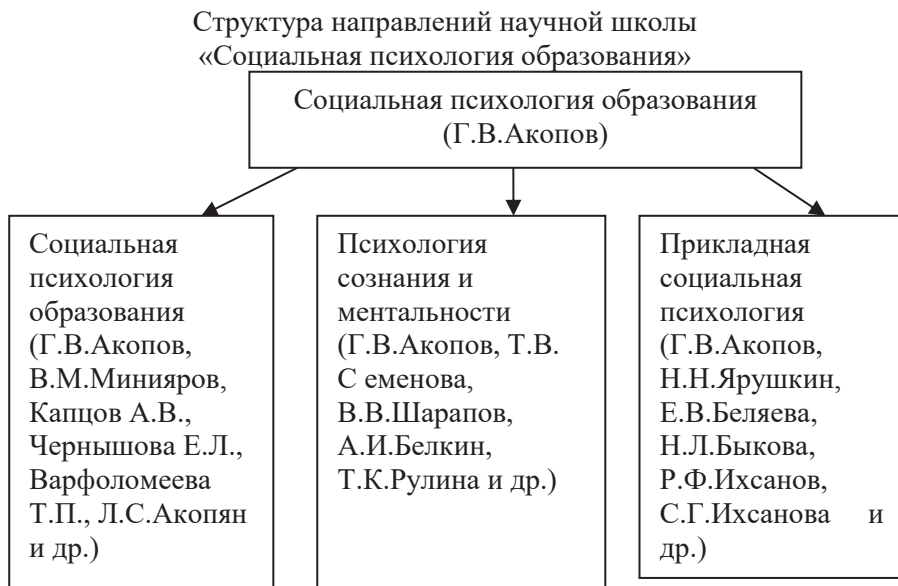 Структура направлений научной школы
«Социальная психология образования»
Социальная психология образования
(Г.В.Акопов)
Социальная
психология
образования
(Г.В.Акопов,
В.М.Минияров,
Капцов А.В.,
Чернышова Е.Л.,
Варфоломеева
Т.П., Л.С.Акопян
и др.)
Психология
сознания и
ментальности
(Г.В.Акопов, Т.В.
С еменова,
В.В.Шарапов,
А.И.Белкин,
Т.К.Рулина и др.)
Прикладная
социальная
психология
(Г.В.Акопов,
Н.Н.Ярушкин,
Е.В.Беляева,
Н.Л.Быкова,
Р.Ф.Ихсанов,
С.Г.Ихсанова и
др.)